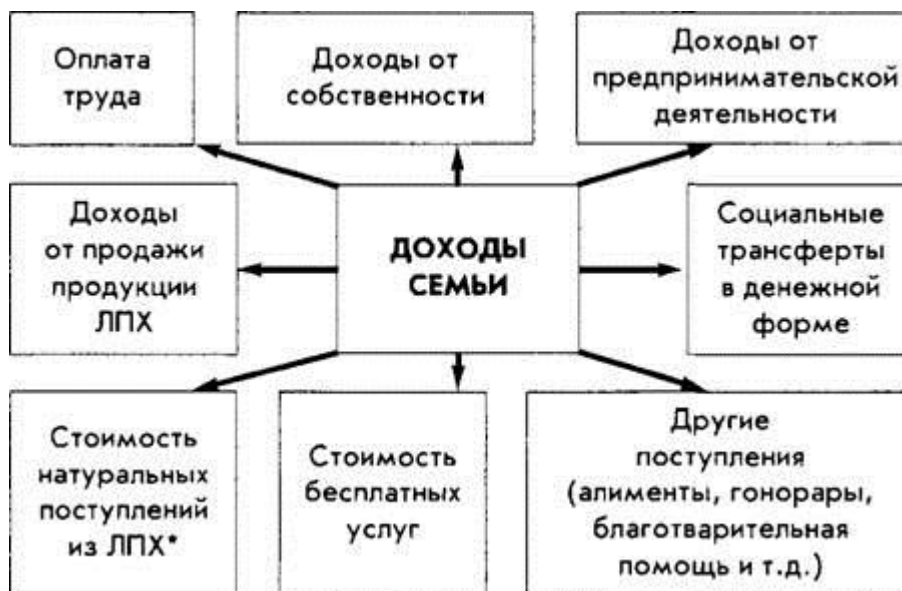 Оплата
труда
Доходы от
собственности
Доходы от
предпринимательской
деятельности
Доходы
от продажи
продукции
ЛПХ
ДОХОДЫ
СЕМЬИ
Социальные
трансферты
в денежной
форме
Стоимость
натуральных
поступлений
из ЛПХ*
Стоимость
бесплатных
услуг
Другие
поступления
(алименты, гонорары,
благотварительная
помощь и т.д.)